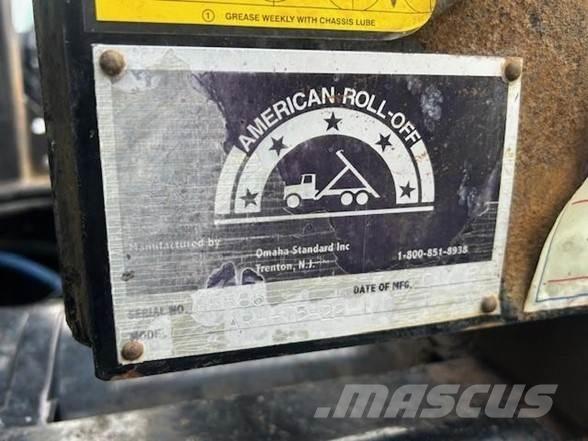 ① GREASE WEEKLY WITH CHASSIS LUBE
AMERICAN ROLL-OFF
Manufactured by
Omaha Standard Inc
1-800-851-8938
Trenton, N.J.
SERIAL NO.
DATE OF MFG.
MODEL
MASCUS